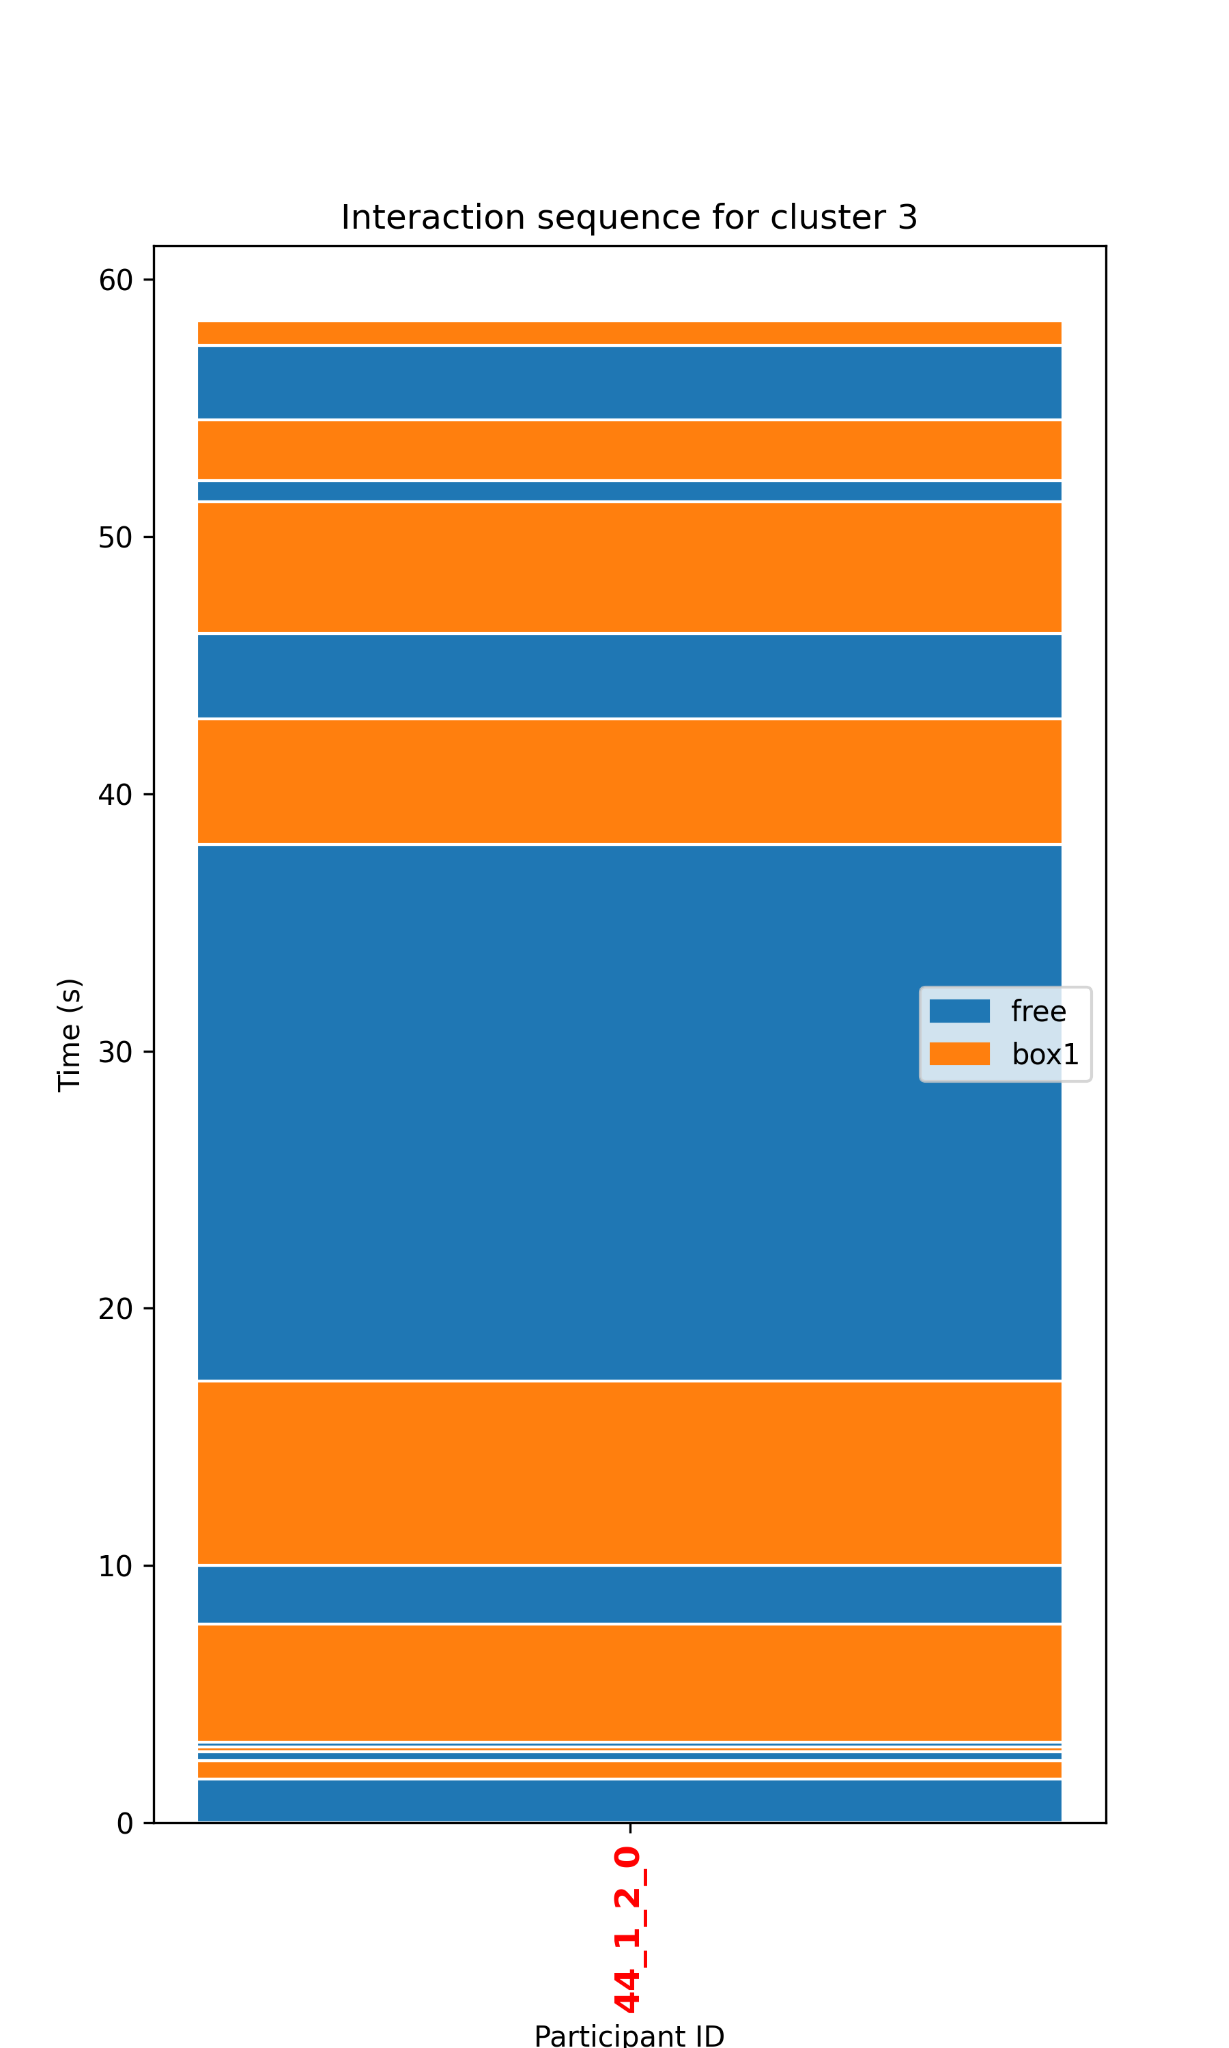 Interaction sequence for cluster 3
60
50
40
30
20
10
0
Time (s)
free
box1
44_1_2_0
Participant ID